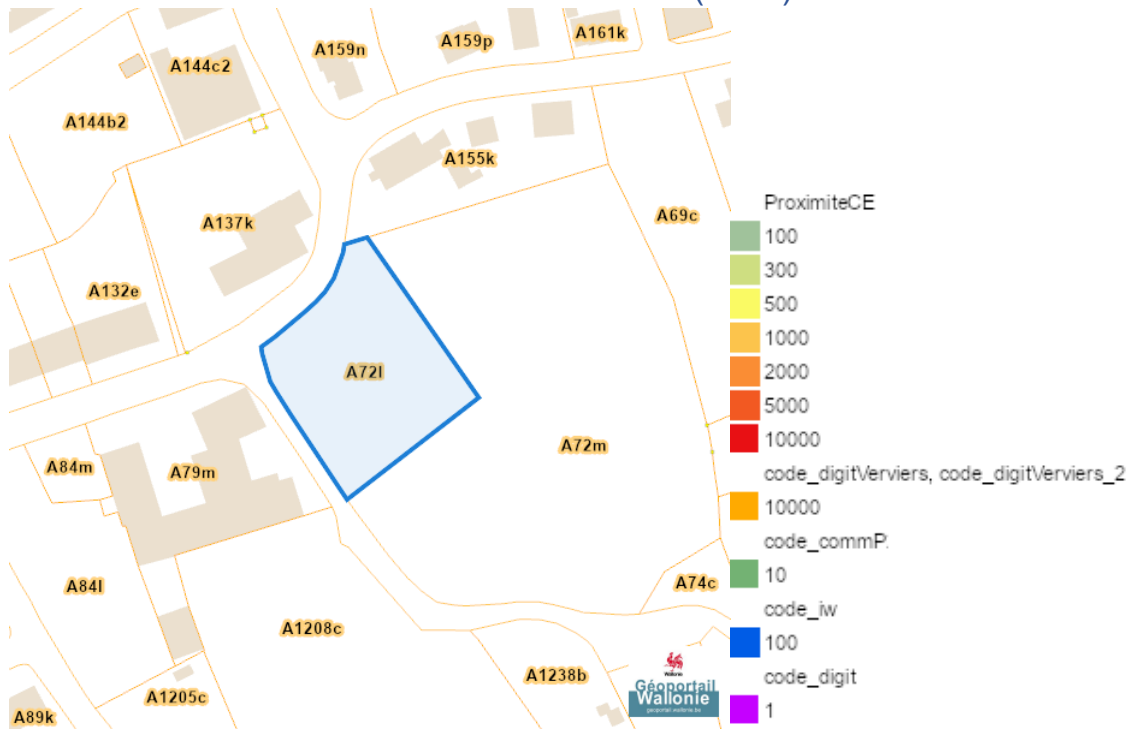 A159n
A159p
A161k
A144c2
A144b2
A155k
A137k
A69c
A132e
A72l
A72m
A84m
A79m
A84l
A74c
A1208c
A1238b
A1205c
A89k
Wallonie
Géoportail
Wallonie
geoportail.wallonie.be
ProximiteCE
100
300
500
1000
2000
5000
10000
code_digitVerviers, code_digitVerviers_2
10000
code_commP.
10
code_iw
100
code_digit
1